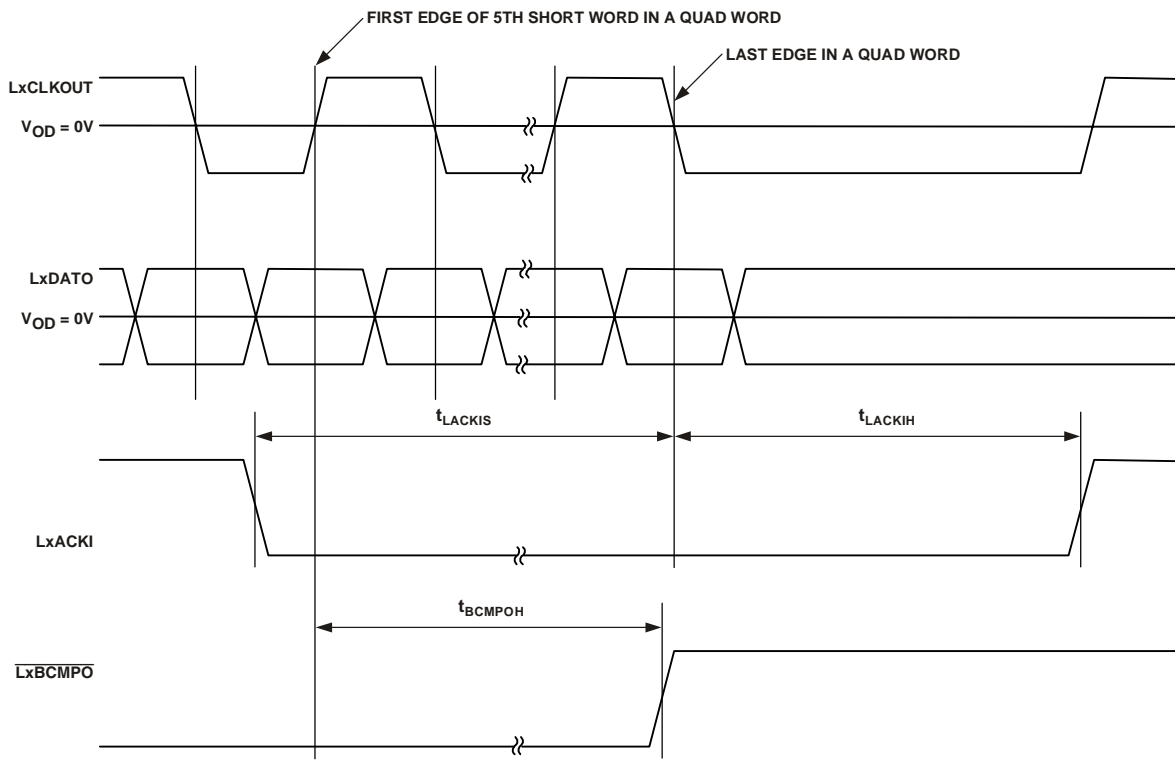 FIRST EDGE OF 5TH SHORT WORD IN A QUAD WORD
LAST EDGE IN A QUAD WORD
LxCLKOUT
VOD = 0V
LxDATO
VOD = 0V
tLACKIS
tLACKIH
LxACKI
tBCMPOH
LxBCMPO